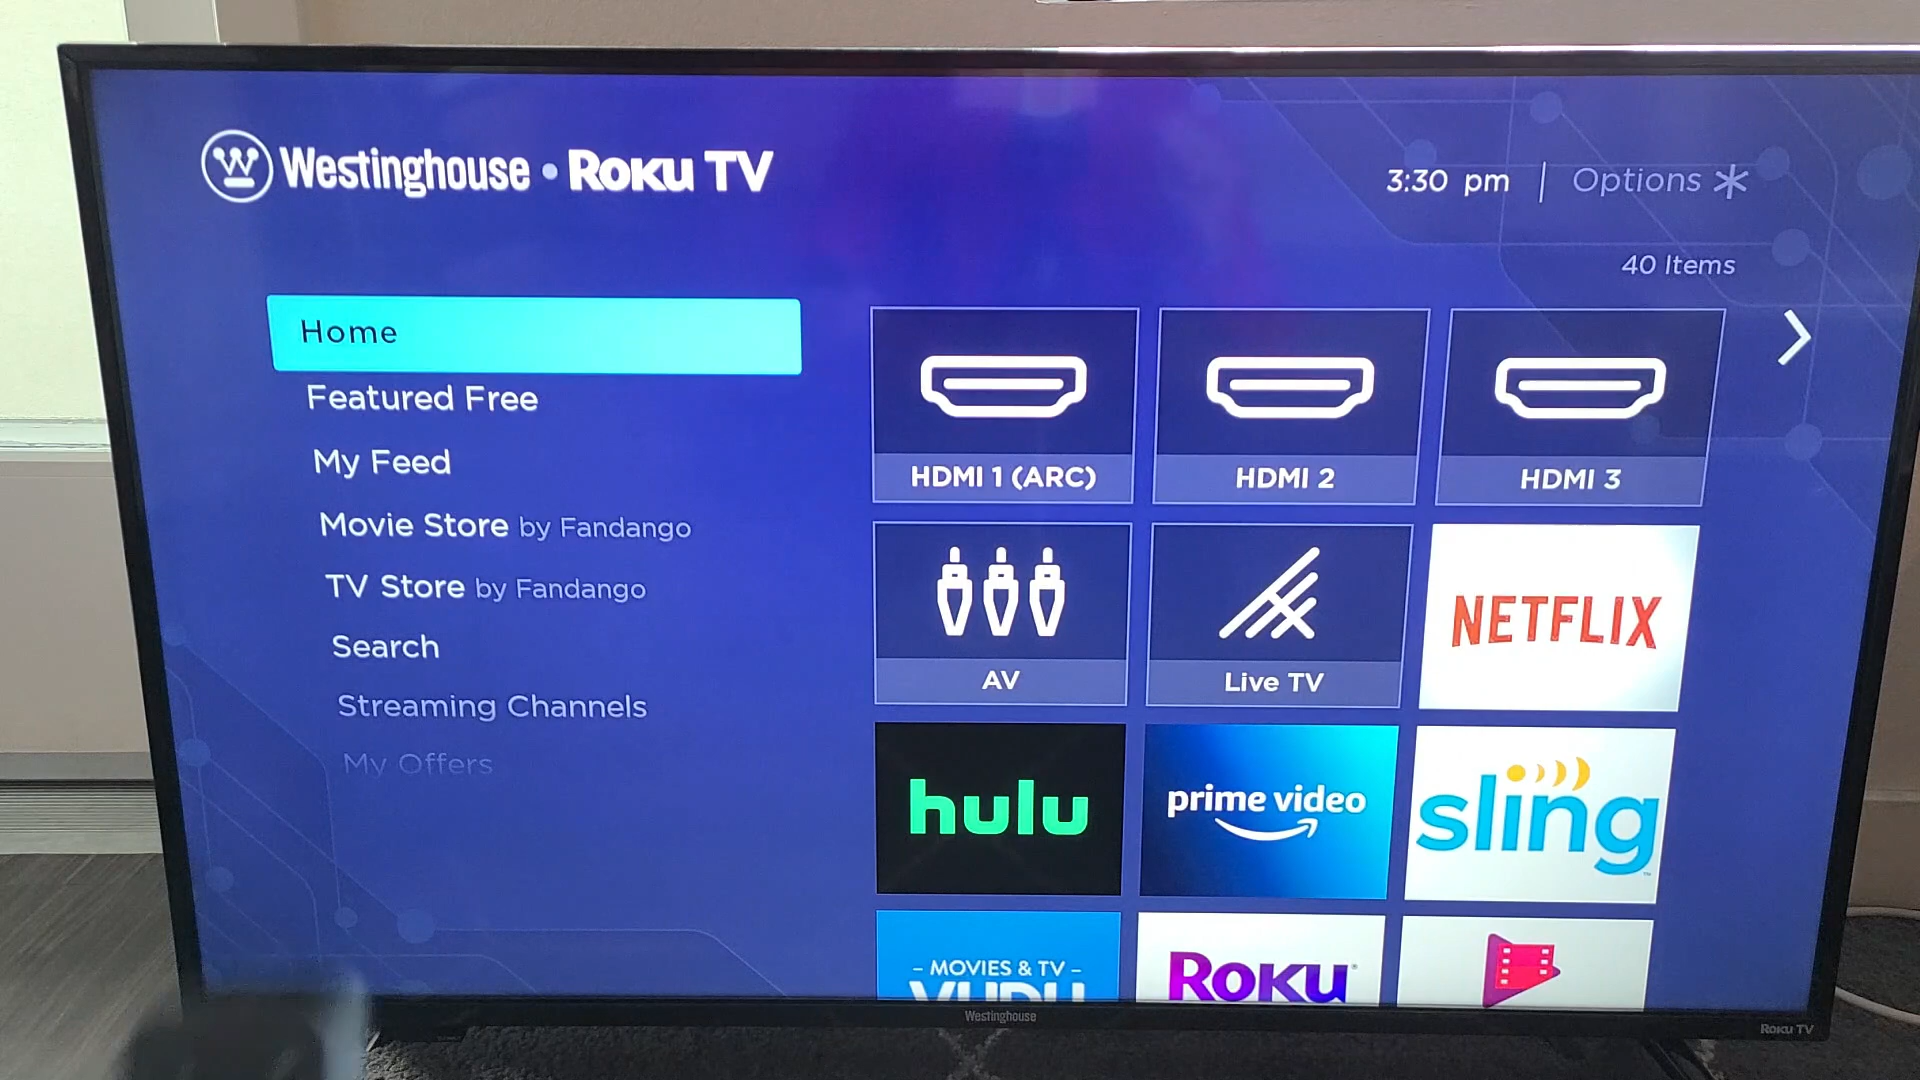 Westinghouse • Roku TV
3:30 pm | Options *
40 Items
Home
Featured Free
My Feed
Movie Store by Fandango
TV Store by Fandango
Search
Streaming Channels
My Offers
HDMI 1 (ARC)
HDMI 2
HDMI 3
AV
Live TV
NETFLIX
hulu
prime video
sling
- MOVIES & TV -
VUDU
Roku
Westinghouse
Roku TV